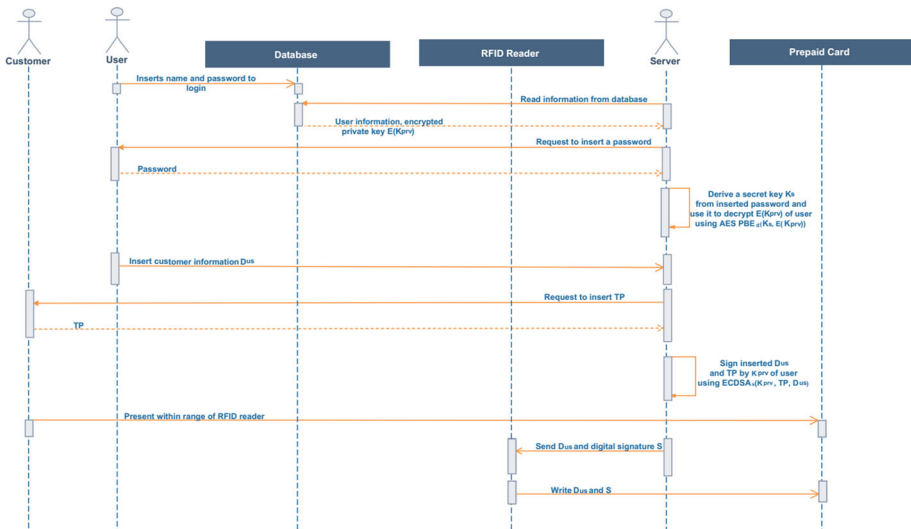 Customer
User
Database
RFID Reader
Server
Prepaid Card
Inserts name and password to
login
Read information from database
User information, encrypted
private key E(Kprv)
Request to insert a password
Password
Derive a secret key Ks
from inserted password and
use it to decrypt E(Kprv) of user
using AES PBEd(Ks, E( Kprv))
Insert customer information Dus
Request to insert TP
TP
Sign inserted Dus
and TP by Kprv of user
using ECDSAs(Kprv, TP, Dus)
Present within range of RFID reader
Send Dus and digital signature S
Write Dus and S